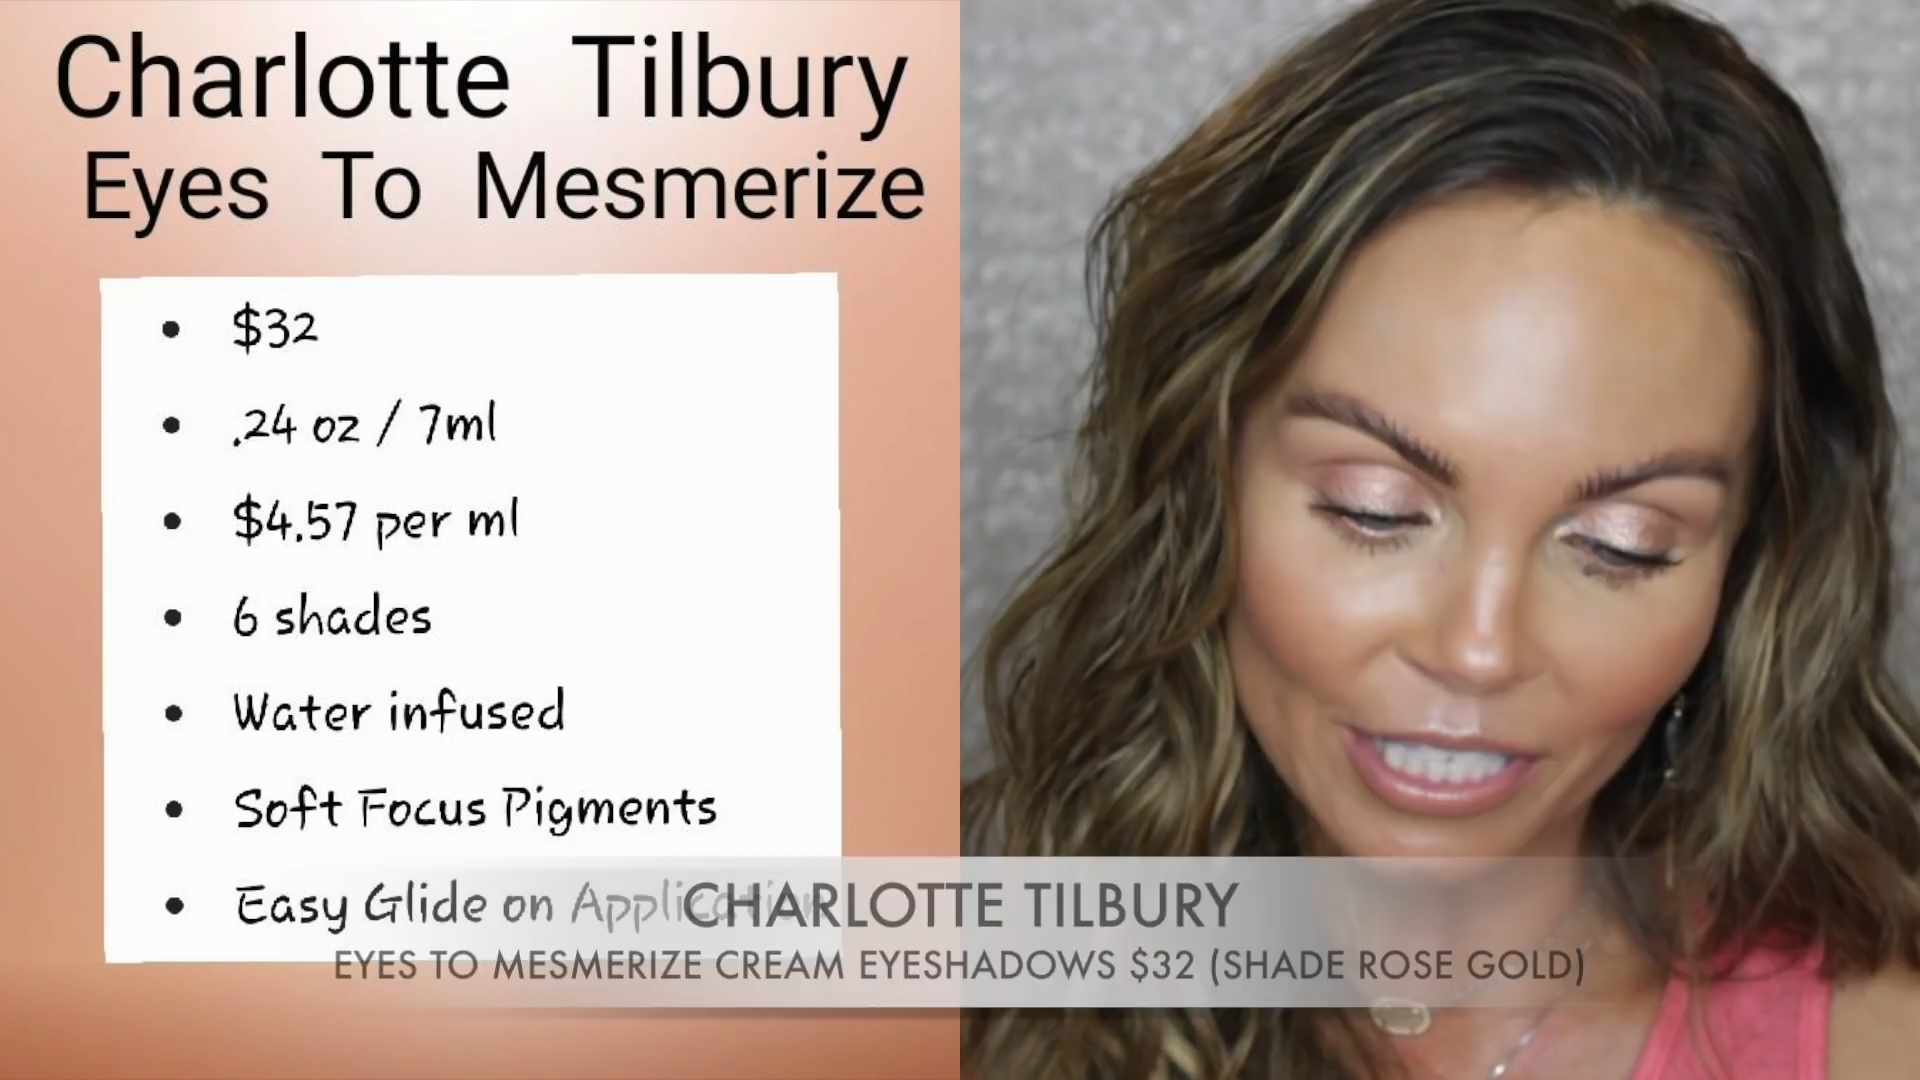 Charlotte Tilbury
Eyes To Mesmerize
• $32
• .24 oz / 7ml
• $4.57 per ml
• 6 shades
• Water infused
• Soft Focus Pigments
• Easy Glide on Application
CHARLOTTE TILBURY
EYES TO MESMERIZE CREAM EYESHADOWS $32 (SHADE ROSE GOLD)